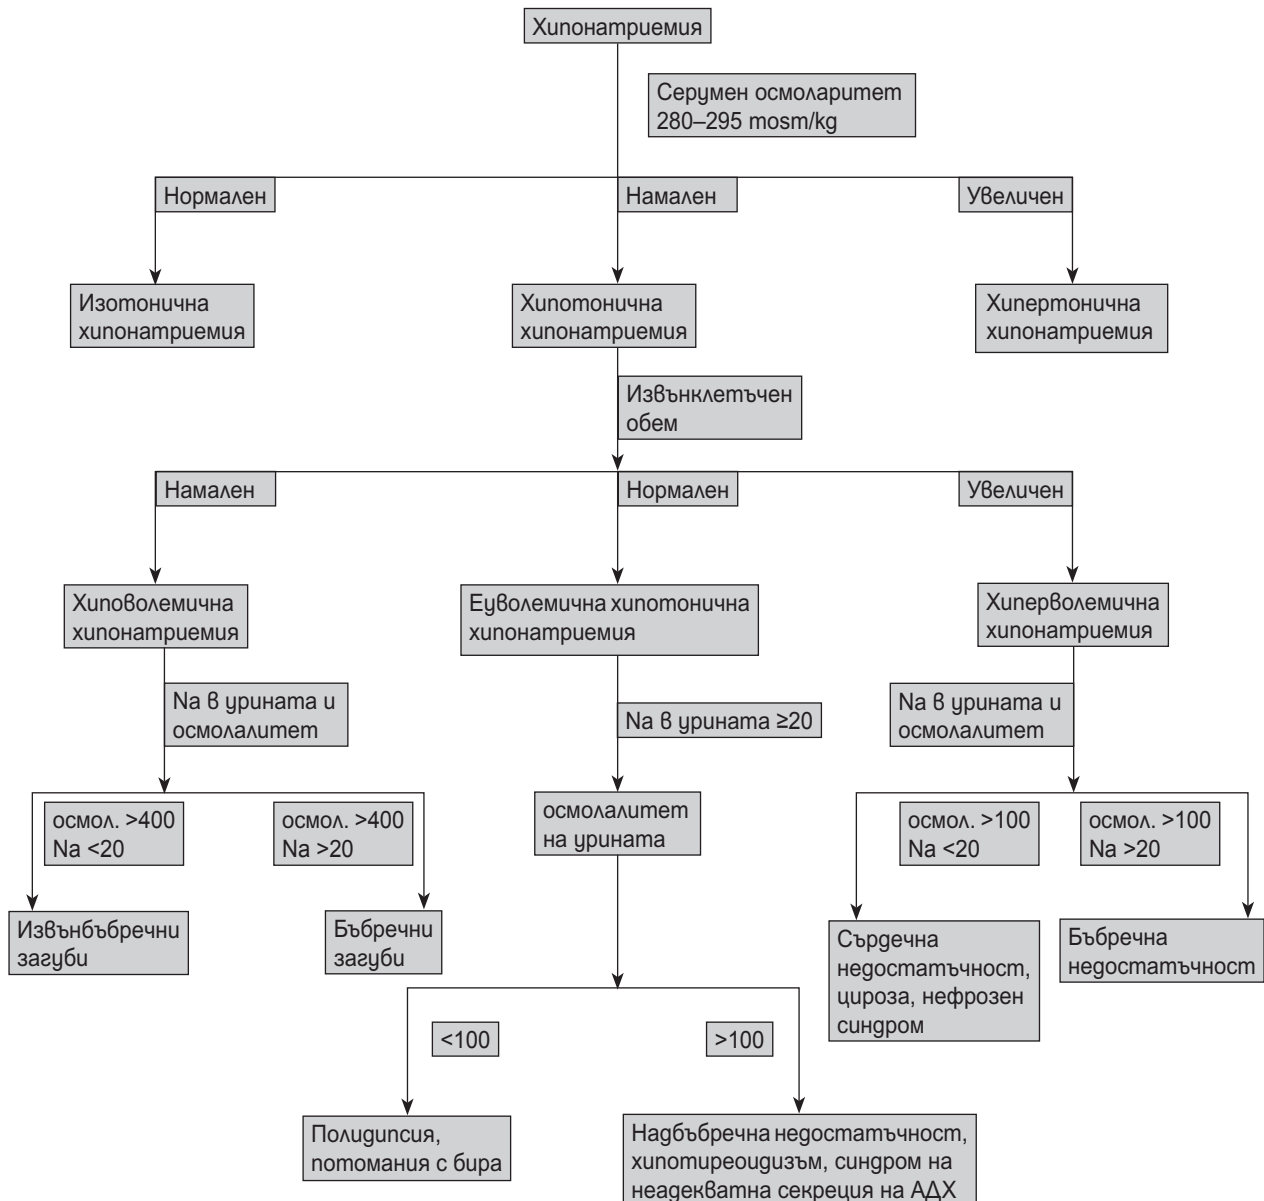 Хипонатриемия
Серумен осмоларитет
280–295 mosm/kg
Нормален
Намален
Увеличен
Изотонична
хипонатриемия
Хипотонична
хипонатриемия
Хипертонична
хипонатриемия
Извънклетъчен
обем
Намален
Нормален
Увеличен
Хиповолемична
хипонатриемия
Еуволемична хипотонична
хипонатриемия
Хиперволемична
хипонатриемия
Na в урината и
осмолалитет
Na в урината ≥20
Na в урината и
осмолалитет
осмол. >400
Na <20
осмол. >400
Na >20
осмолалитет
на урината
осмол. >100
Na <20
осмол. >100
Na >20
Извънбъбречни
загуби
Бъбречни
загуби
Сърдечна
недостатъчност,
цироза, нефрозен
синдром
Бъбречна
недостатъчност
<100
>100
Полидипсия,
потомания с бира
Надбъбречна недостатъчност,
хипотиреоидизъм, синдром на
неадекватна секреция на АДХ